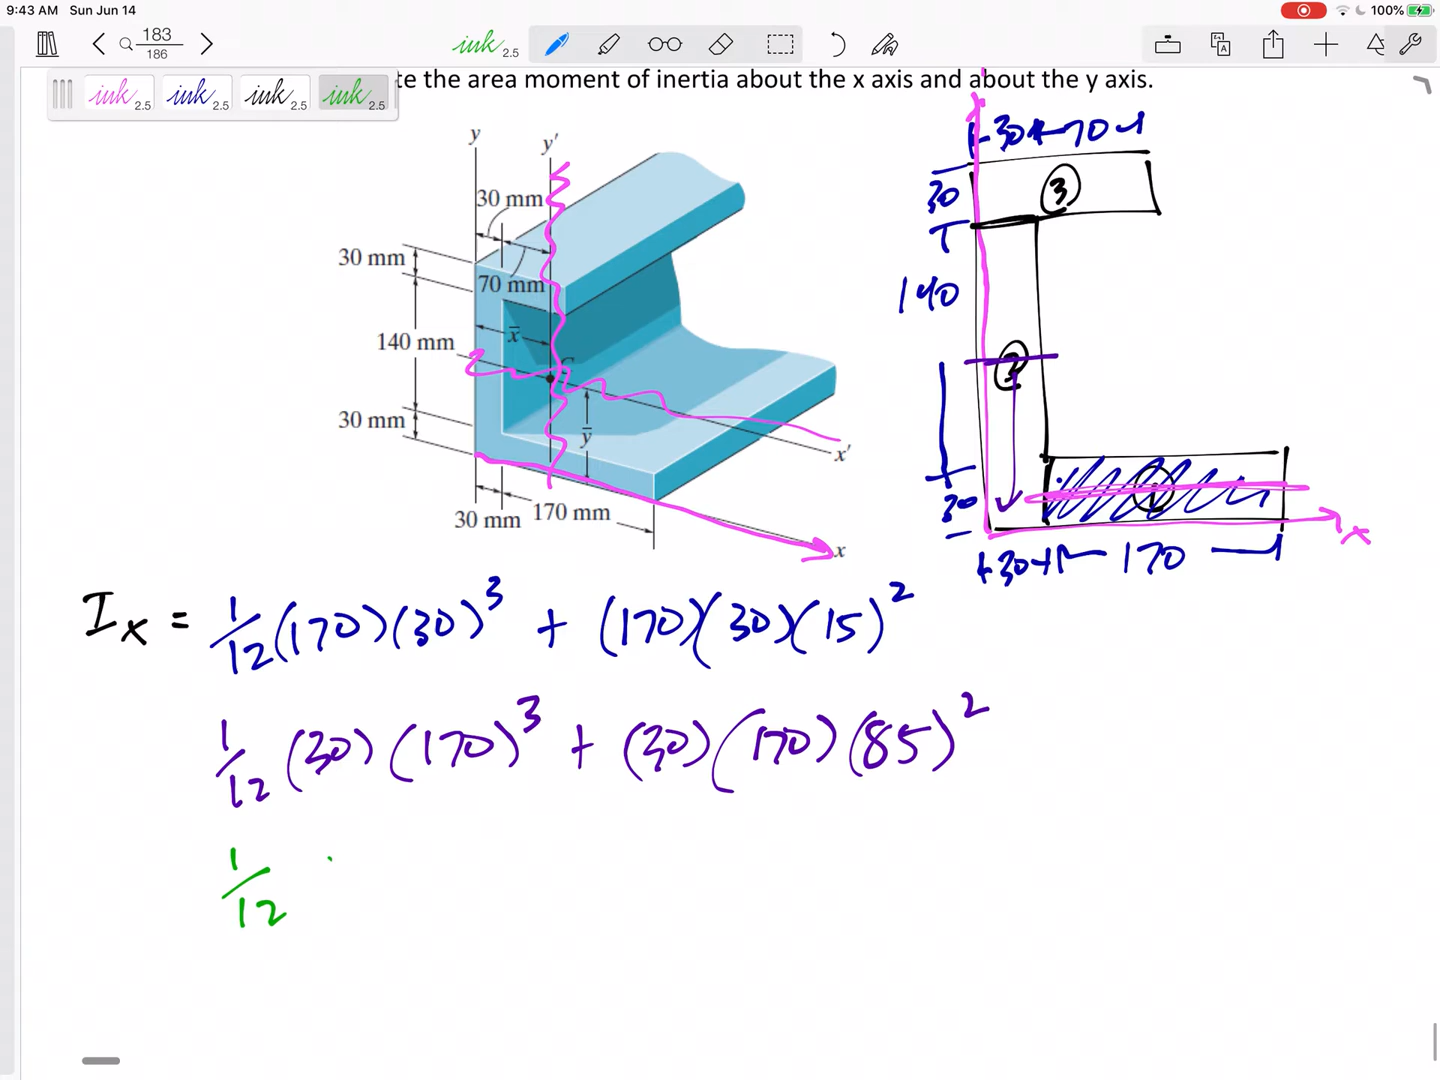 9:43 AM Sun Jun 14
100%
183
186
ink 2.5
ink 2.5 ink 2.5 ink 2.5 ink 2.5
te the area moment of inertia about the x axis and about the y axis.
y
y′
30 mm
30 mm
70 mm
x̅
140 mm
C
30 mm
y̅
x′
30 mm 170 mm
x
30 70
30
3
140
2
30
1
x
30 170
I x = 1/12 (170)(30)³ + (170)(30)(15)²
1/12 (30)(170)³ + (30)(170)(85)²
1/12